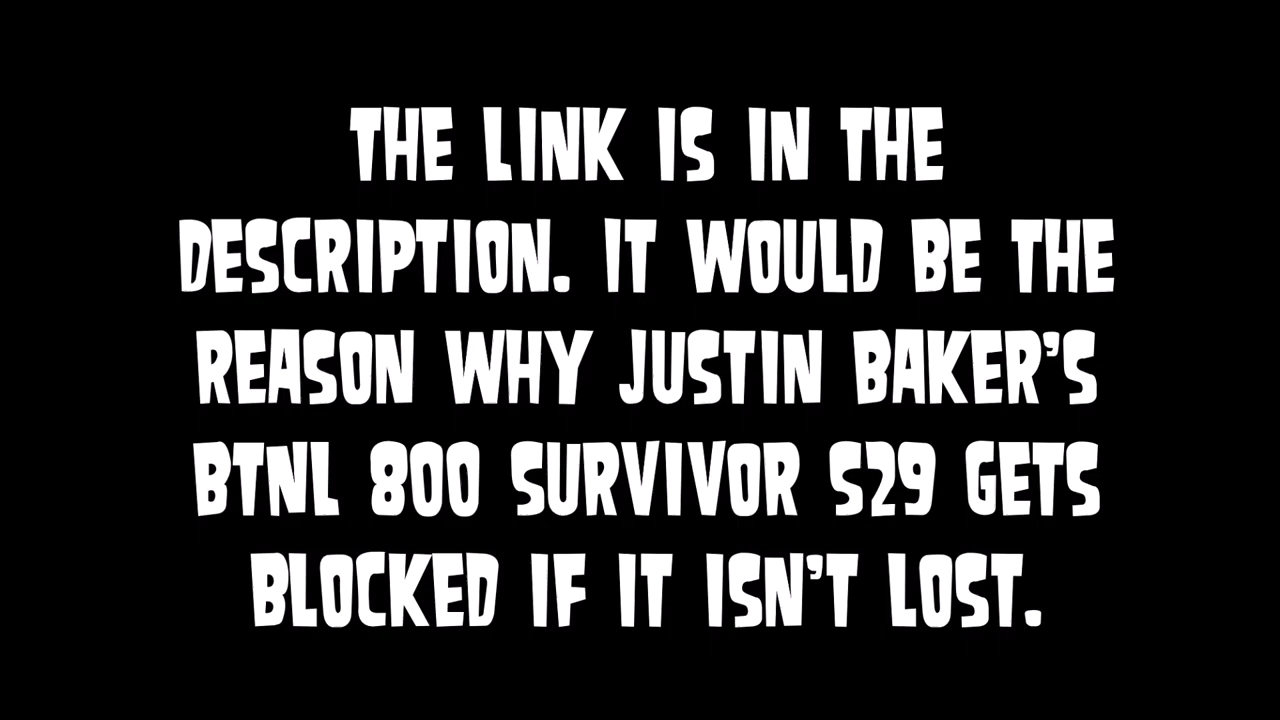 THE LINK IS IN THE
DESCRIPTION. IT WOULD BE THE
REASON WHY JUSTIN BAKER'S
BTNL 800 SURVIVOR S29 GETS
BLOCKED IF IT ISN'T LOST.